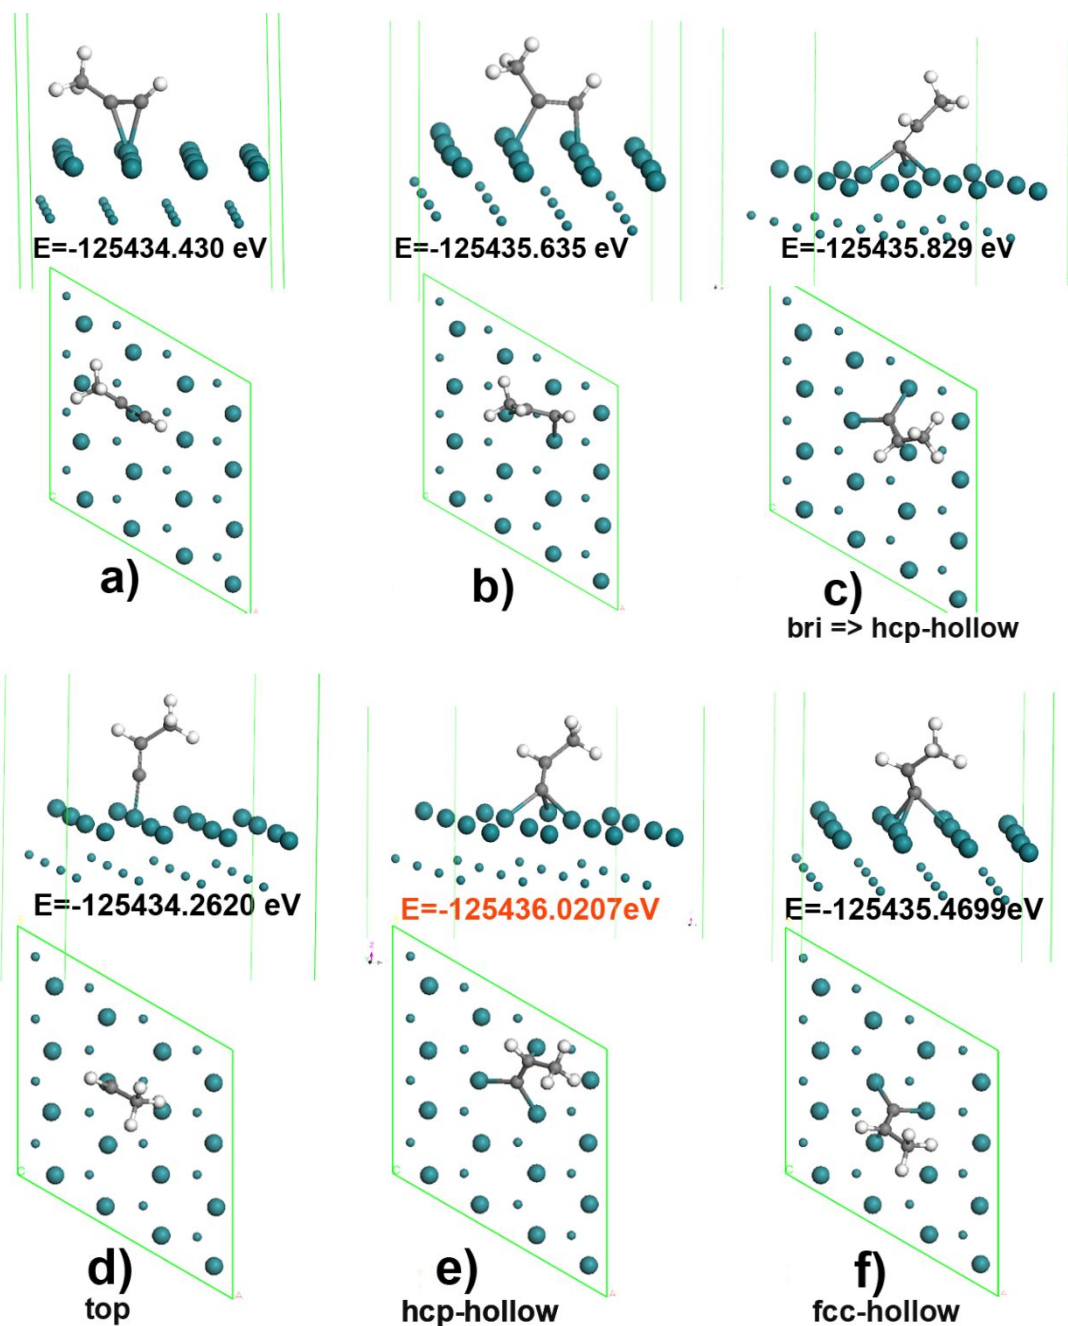 E=-125434.430 eV
E=-125435.635 eV
E=-125435.829 eV
a)
b)
c)
bri => hcp-hollow
E=-125434.2620 eV
E=-125436.0207eV
E=-125435.4699eV
d)
e)
f)
top
hcp-hollow
fcc-hollow